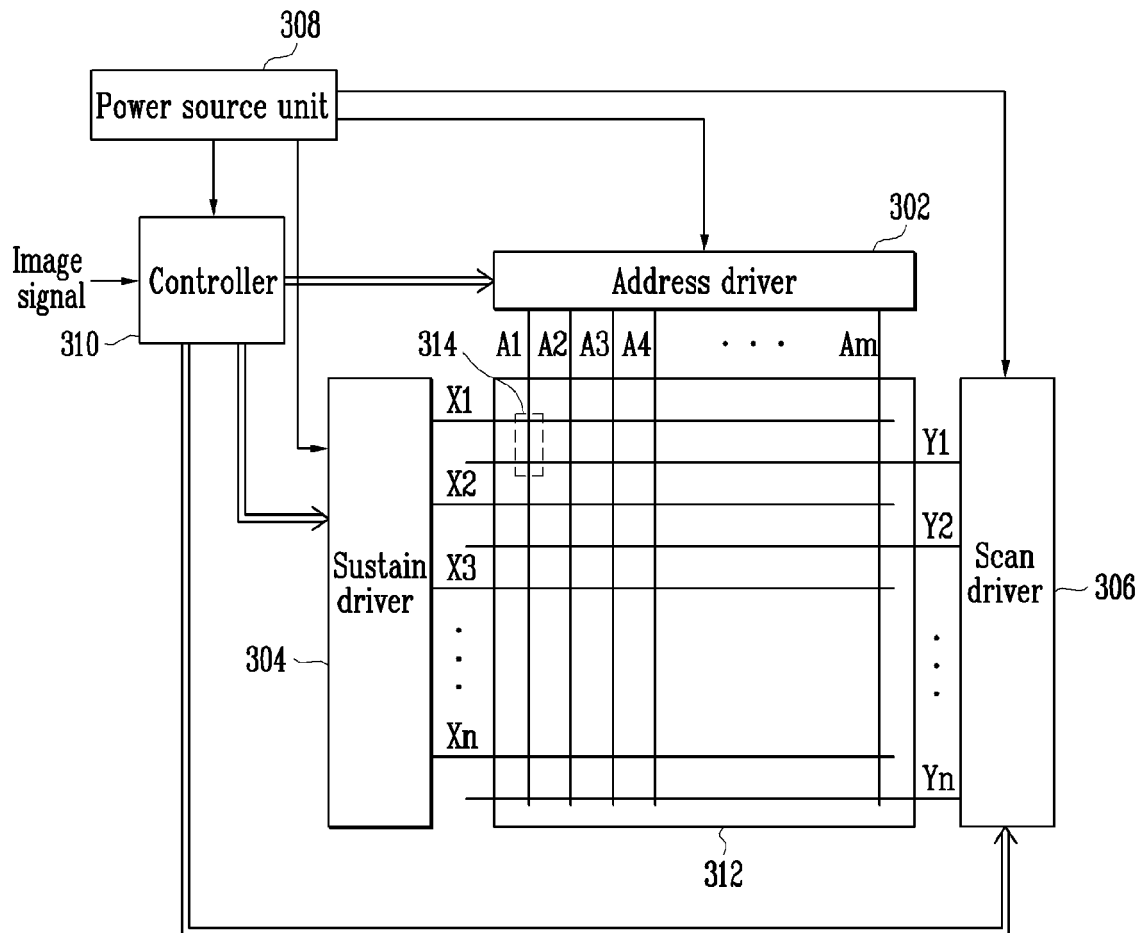 308
Power source unit
302
Image
signal
Controller
Address driver
310
314
A1 A2 A3 A4 · · · Am
X1
Y1
X2
Y2
Sustain
driver
X3
Scan
driver
306
304
Xn
Yn
312